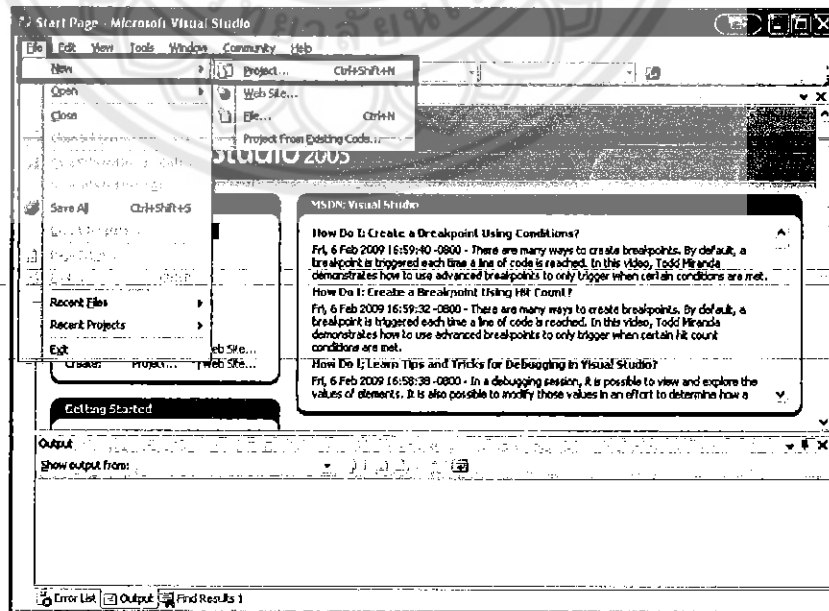 Start Page - Microsoft Visual Studio
File Edit View Tools Window Community Help
New
Project... Ctrl+Shift+N
Open
Web Site...
Close
File... Ctrl+N
Project From Existing Code...
Studio 2005
Save All Ctrl+Shift+S
MSDN: Visual Studio
How Do I: Create a Breakpoint Using Conditions?
Fri, 6 Feb 2009 16:59:40 -0800 - There are many ways to create breakpoints. By default, a
breakpoint is triggered each time a line of code is reached. In this video, Todd Miranda
demonstrates how to use advanced breakpoints to only trigger when certain conditions are met.
How Do I: Create a Breakpoint Using Hit Count?
Fri, 6 Feb 2009 16:59:32 -0800 - There are many ways to create breakpoints. By default, a
breakpoint is triggered each time a line of code is reached. In this video, Todd Miranda
demonstrates how to use advanced breakpoints to only trigger when certain hit count
conditions are met.
How Do I: Learn Tips and Tricks for Debugging in Visual Studio?
Fri, 6 Feb 2009 16:58:38 -0800 - In a debugging session, it is possible to view and explore the
values of elements. It is also possible to modify those values in an effort to determine how a
Recent Files
Recent Projects
Exit
eb Site...
Create: Project... Web Site...
Getting Started
Output
Show output from:
Error List Output Find Results 1